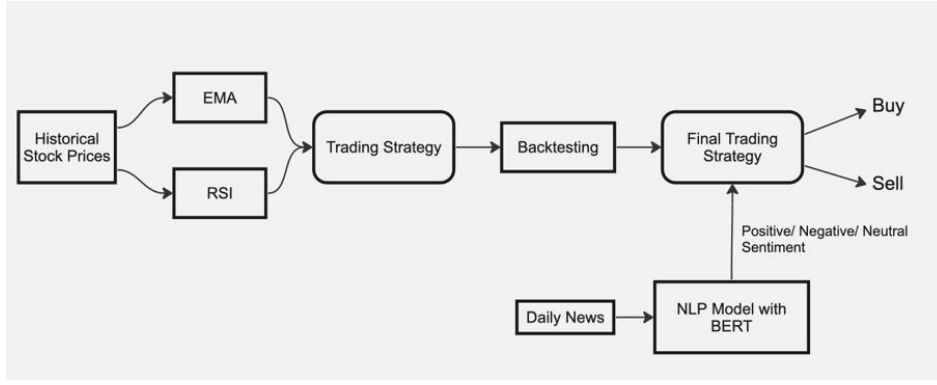 Historical
Stock Prices
EMA
RSI
Trading Strategy
Backtesting
Final Trading
Strategy
Buy
Sell
Positive/ Negative/ Neutral
Sentiment
Daily News
NLP Model with
BERT